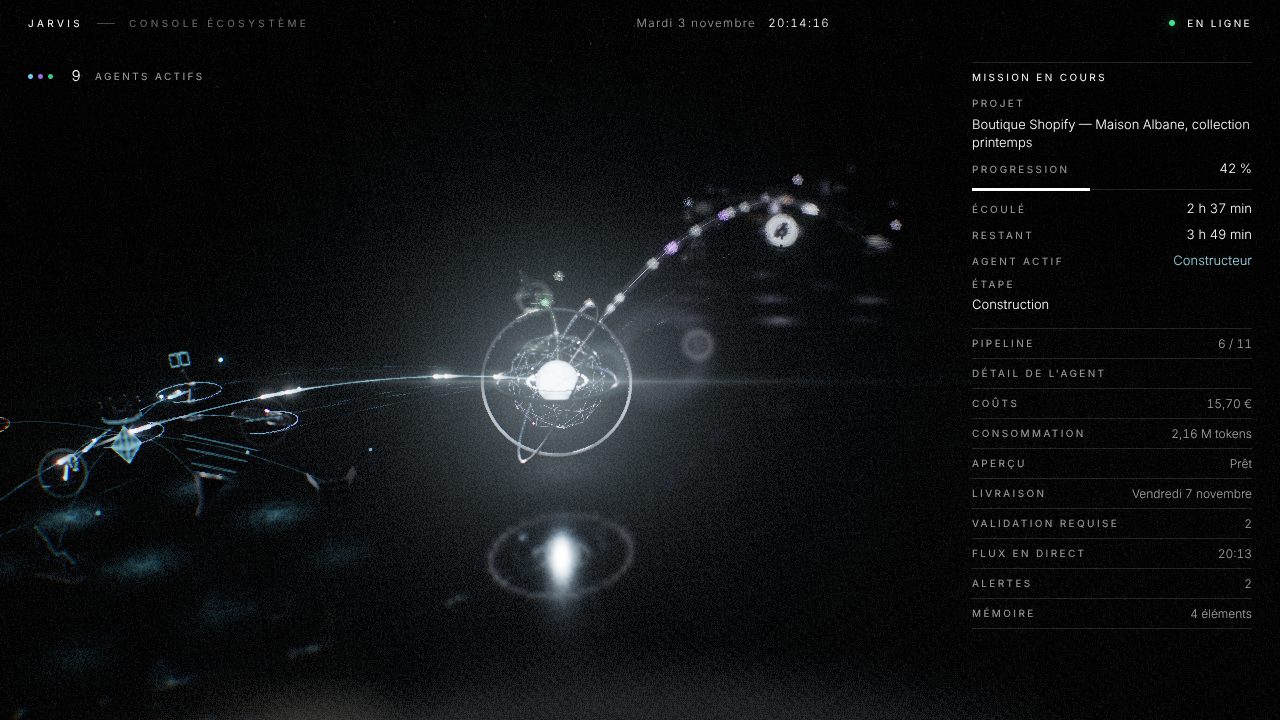 JARVIS — CONSOLE ÉCOSYSTÈME
Mardi 3 novembre 20:14:16
EN LIGNE
9 AGENTS ACTIFS
MISSION EN COURS
PROJET
Boutique Shopify — Maison Albane, collection
printemps
PROGRESSION 42 %
ÉCOULÉ 2 h 37 min
RESTANT 3 h 49 min
AGENT ACTIF Constructeur
ÉTAPE
Construction
PIPELINE 6 / 11
DÉTAIL DE L'AGENT
COÛTS 15,70 €
CONSOMMATION 2,16 M tokens
APERÇU Prêt
LIVRAISON Vendredi 7 novembre
VALIDATION REQUISE 2
FLUX EN DIRECT 20:13
ALERTES 2
MÉMOIRE 4 éléments